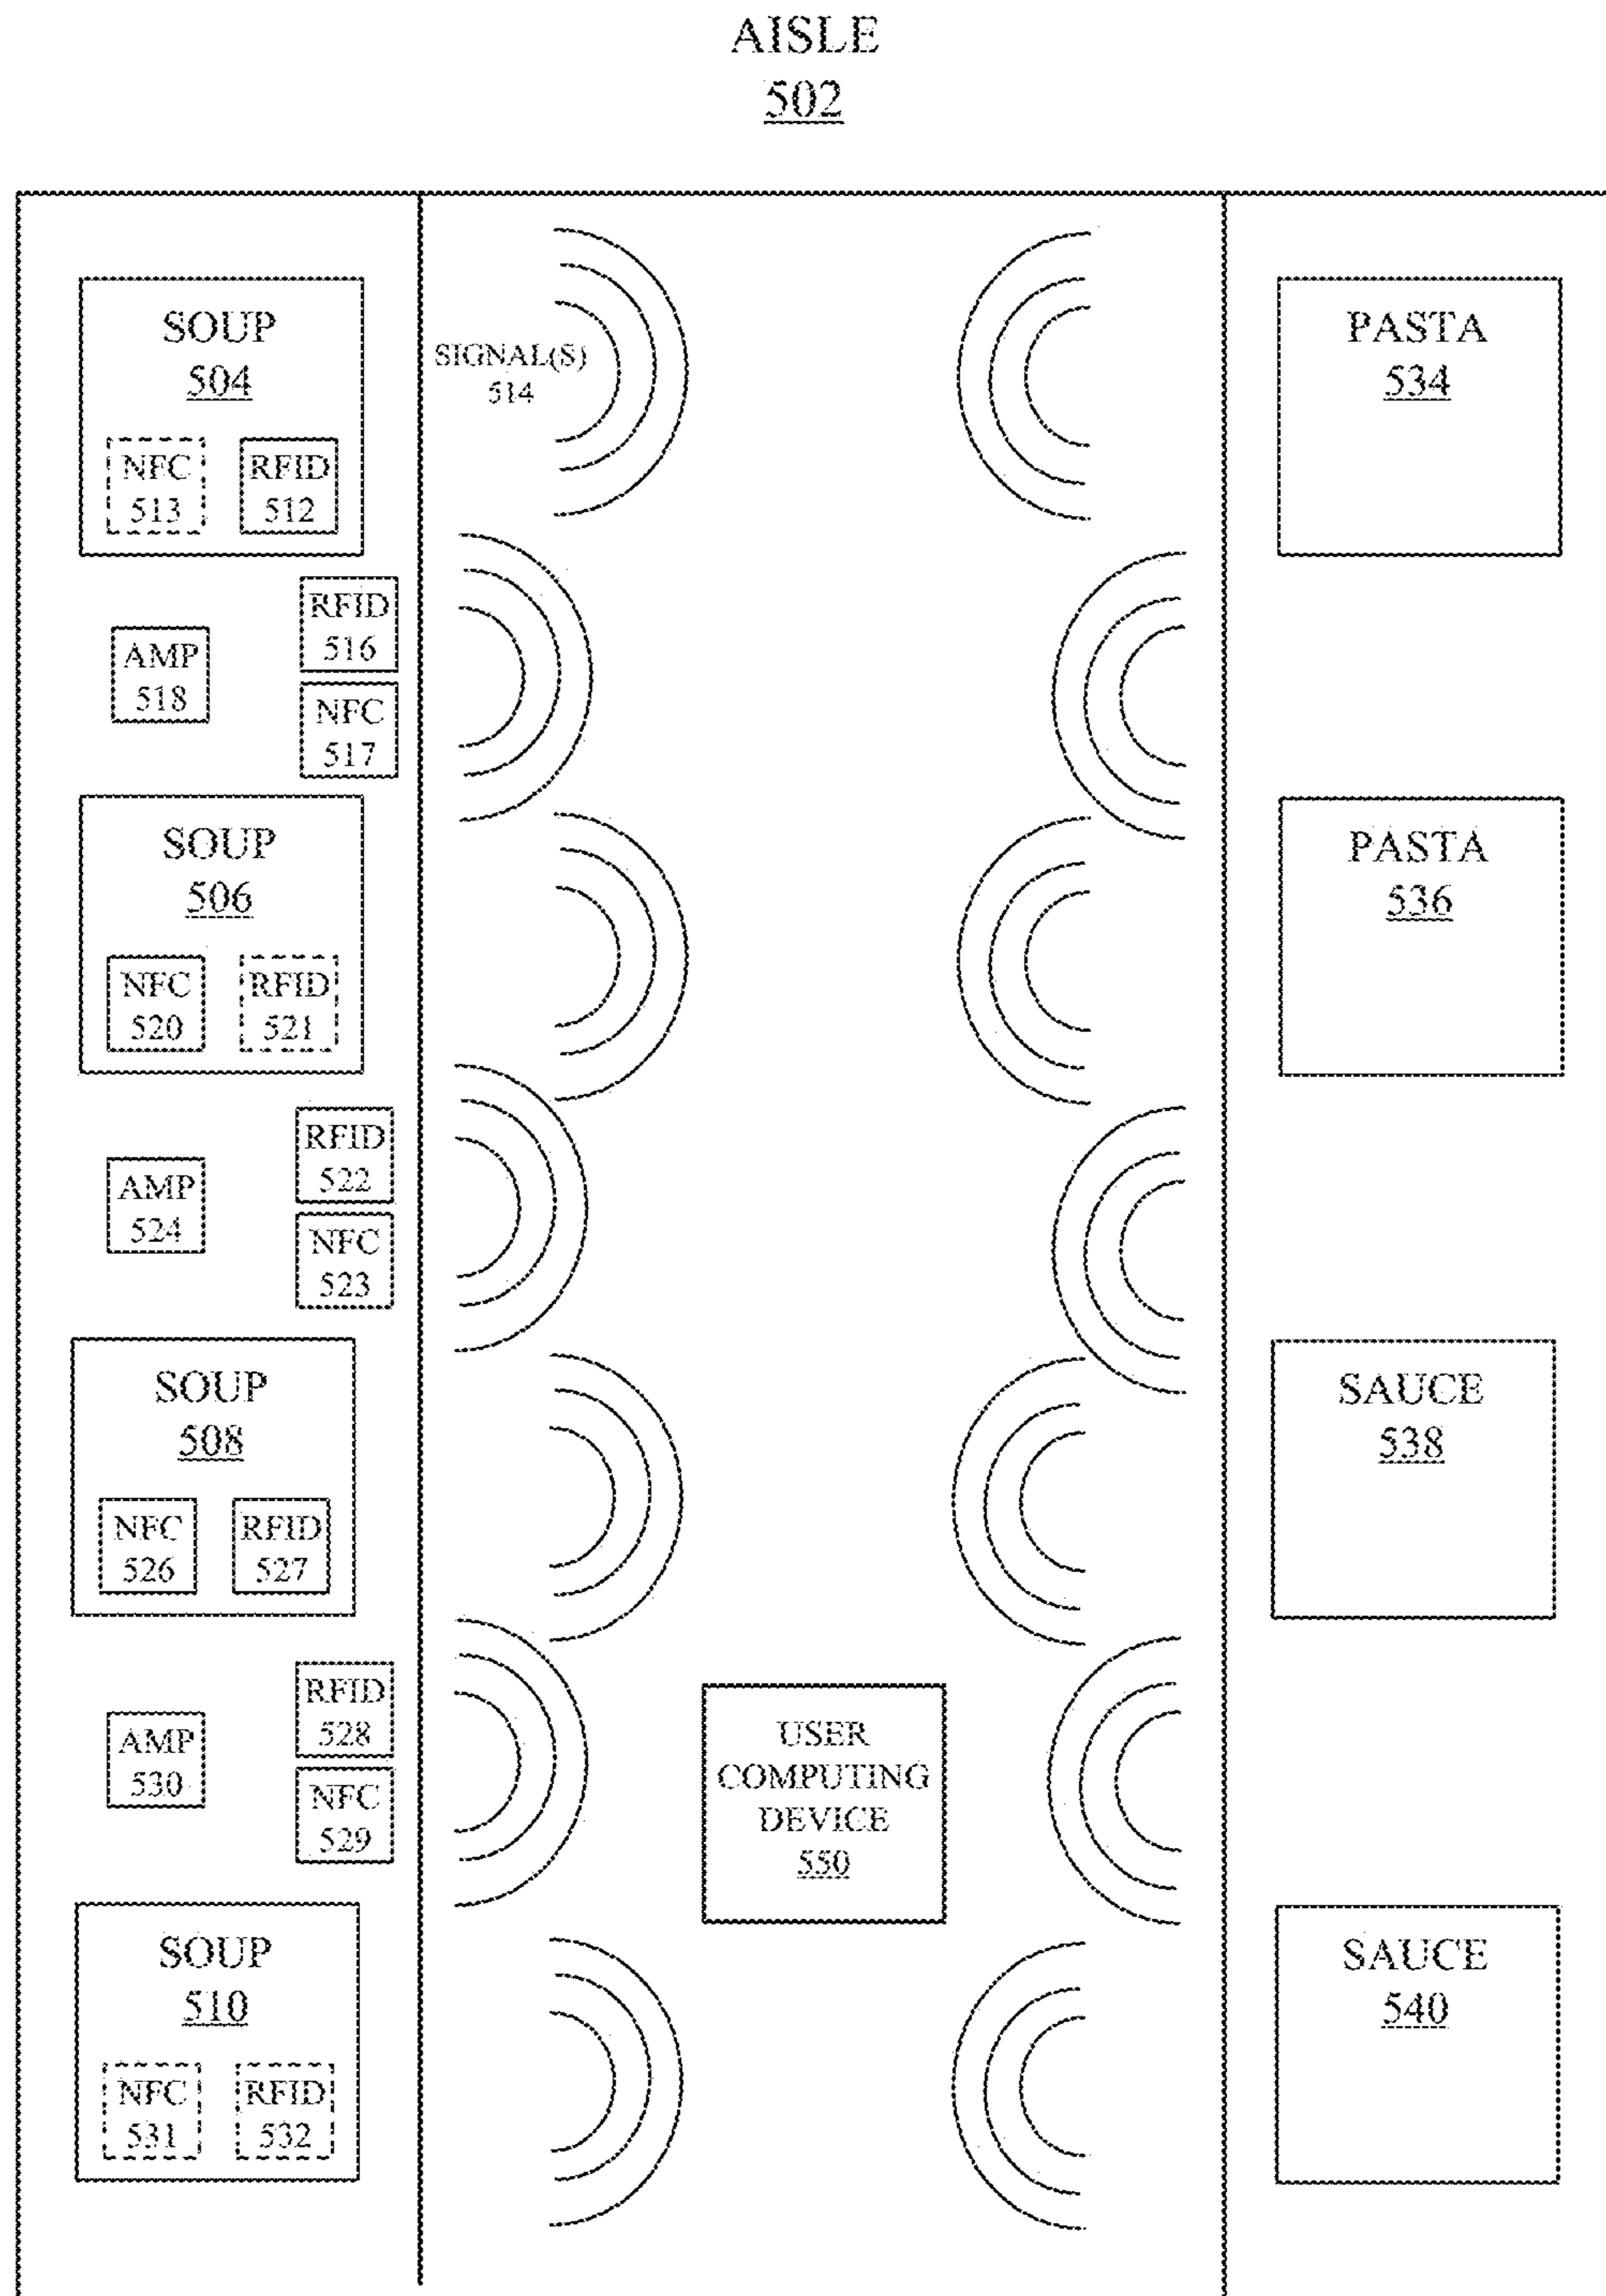 AISLE
502
SOUP
504
NFC
513
RFID
512
SIGNAL(S)
514
PASTA
534
RFID
516
AMP
518
NFC
517
SOUP
506
NFC
520
RFID
521
PASTA
536
RFID
522
AMP
524
NFC
523
SOUP
508
NFC
526
RFID
527
SAUCE
538
RFID
528
AMP
530
NFC
529
USER
COMPUTING
DEVICE
550
SOUP
510
NFC
531
RFID
532
SAUCE
540